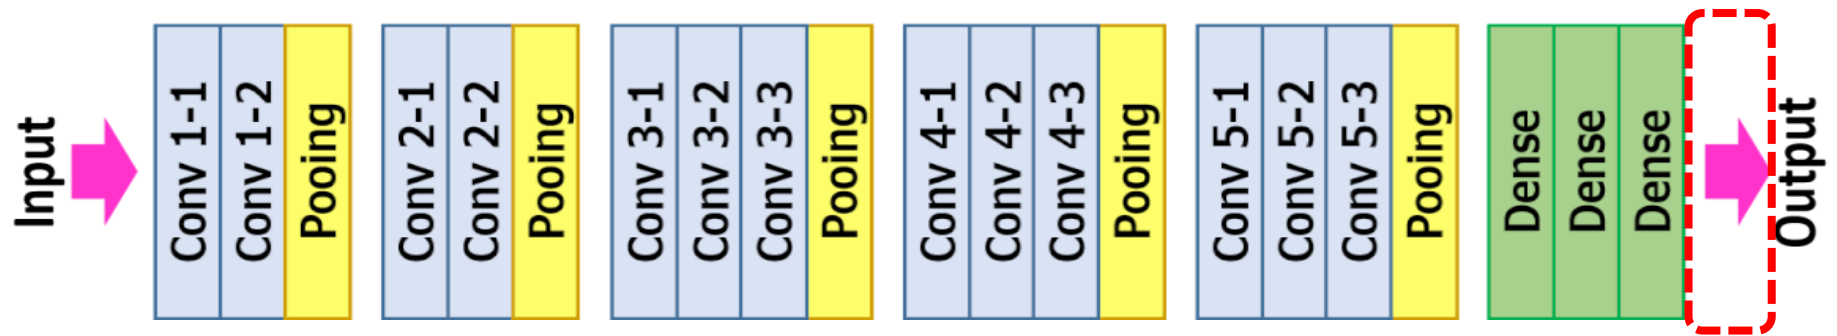 Input
Conv 1-1
Conv 1-2
Pooing
Conv 2-1
Conv 2-2
Pooing
Conv 3-1
Conv 3-2
Conv 3-3
Pooing
Conv 4-1
Conv 4-2
Conv 4-3
Pooing
Conv 5-1
Conv 5-2
Conv 5-3
Pooing
Dense
Dense
Dense
Output